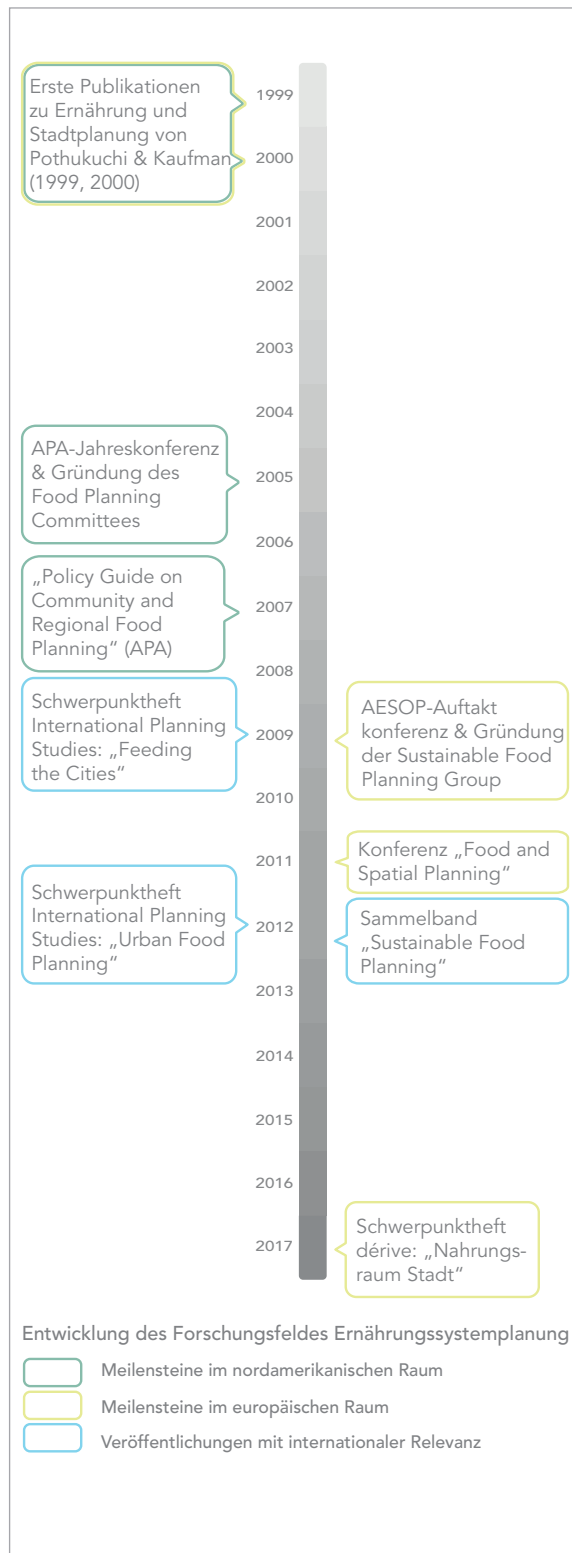 Erste Publikationen
zu Ernährung und
Stadtplanung von
Pothukuchi & Kaufman
(1999, 2000)
1999
2000
2001
2002
2003
2004
APA-Jahreskonferenz
& Gründung des
Food Planning
Committees
2005
2006
„Policy Guide on
Community and
Regional Food
Planning“ (APA)
2007
2008
Schwerpunktheft
International Planning
Studies: „Feeding
the Cities“
2009
AESOP-Auftakt
konferenz & Gründung
der Sustainable Food
Planning Group
2010
2011
Konferenz „Food and
Spatial Planning“
Schwerpunktheft
International Planning
Studies: „Urban Food
Planning“
2012
Sammelband
„Sustainable Food
Planning“
2013
2014
2015
2016
2017
Schwerpunktheft
dérive: „Nahrungs-
raum Stadt“
Entwicklung des Forschungsfeldes Ernährungssystemplanung
Meilensteine im nordamerikanischen Raum
Meilensteine im europäischen Raum
Veröffentlichungen mit internationaler Relevanz